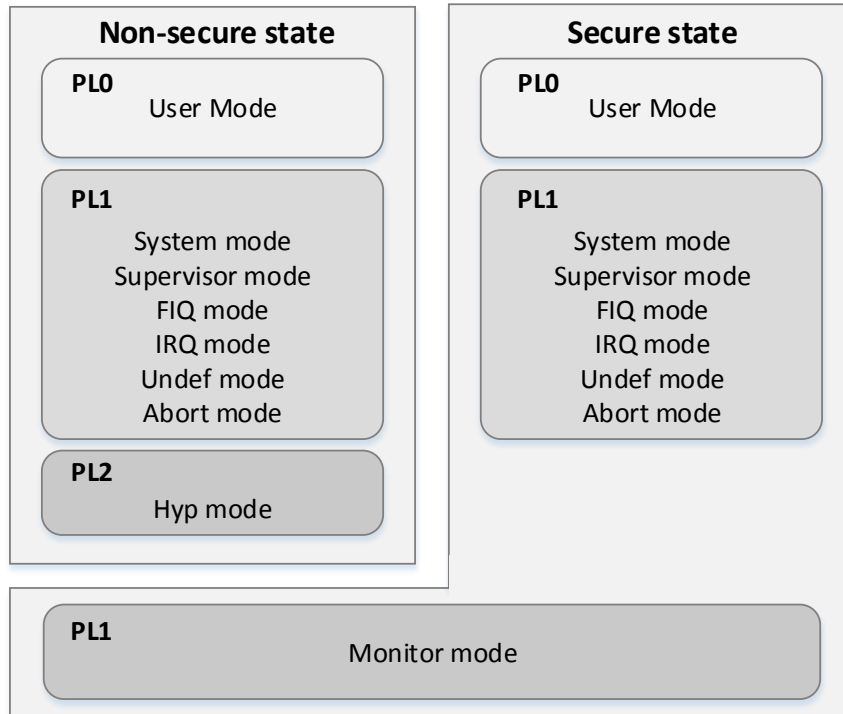 Non-secure state
PL0
User Mode
PL1
System mode
Supervisor mode
FIQ mode
IRQ mode
Undef mode
Abort mode
PL2
Hyp mode
Secure state
PL0
User Mode
PL1
System mode
Supervisor mode
FIQ mode
IRQ mode
Undef mode
Abort mode
PL1
Monitor mode